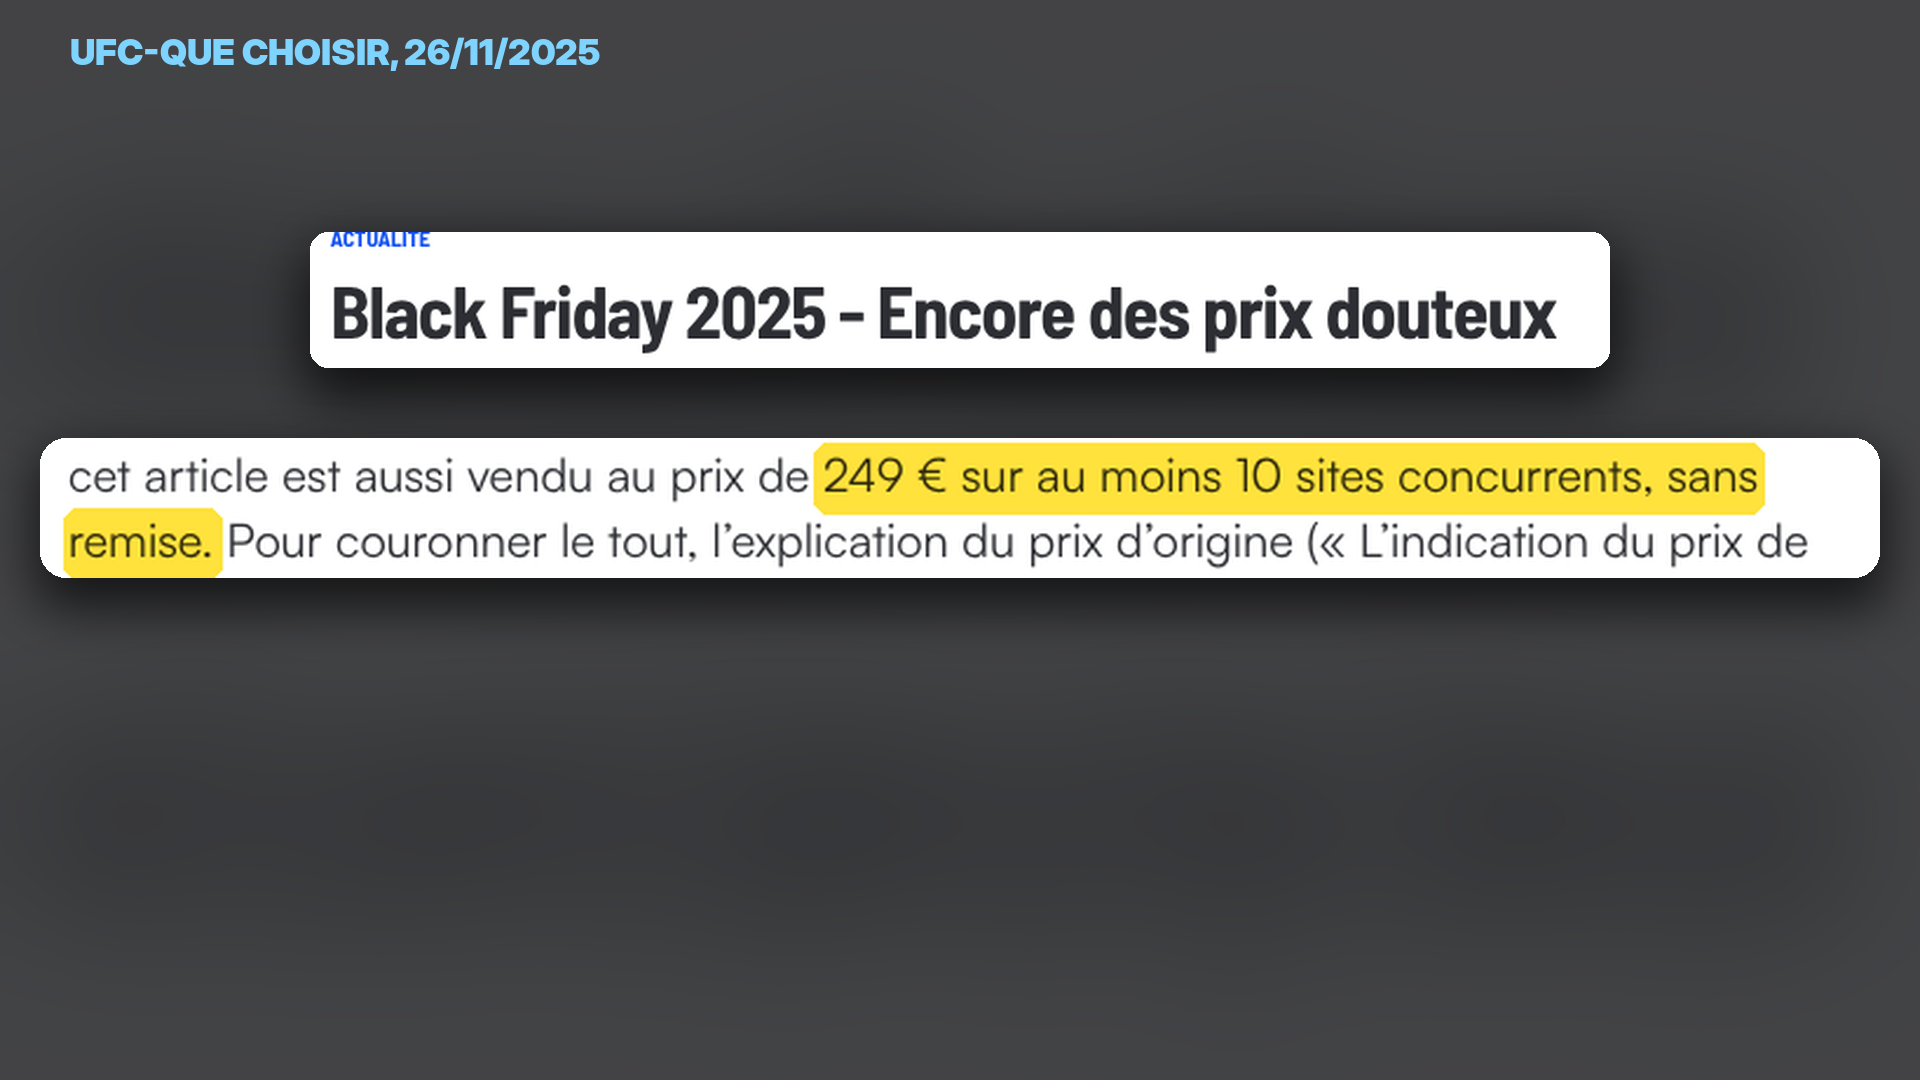 UFC-QUE CHOISIR, 26/11/2025
ACTUALITÉ
Black Friday 2025 - Encore des prix douteux
cet article est aussi vendu au prix de 249 € sur au moins 10 sites concurrents, sans
remise. Pour couronner le tout, l’explication du prix d’origine (« L’indication du prix de